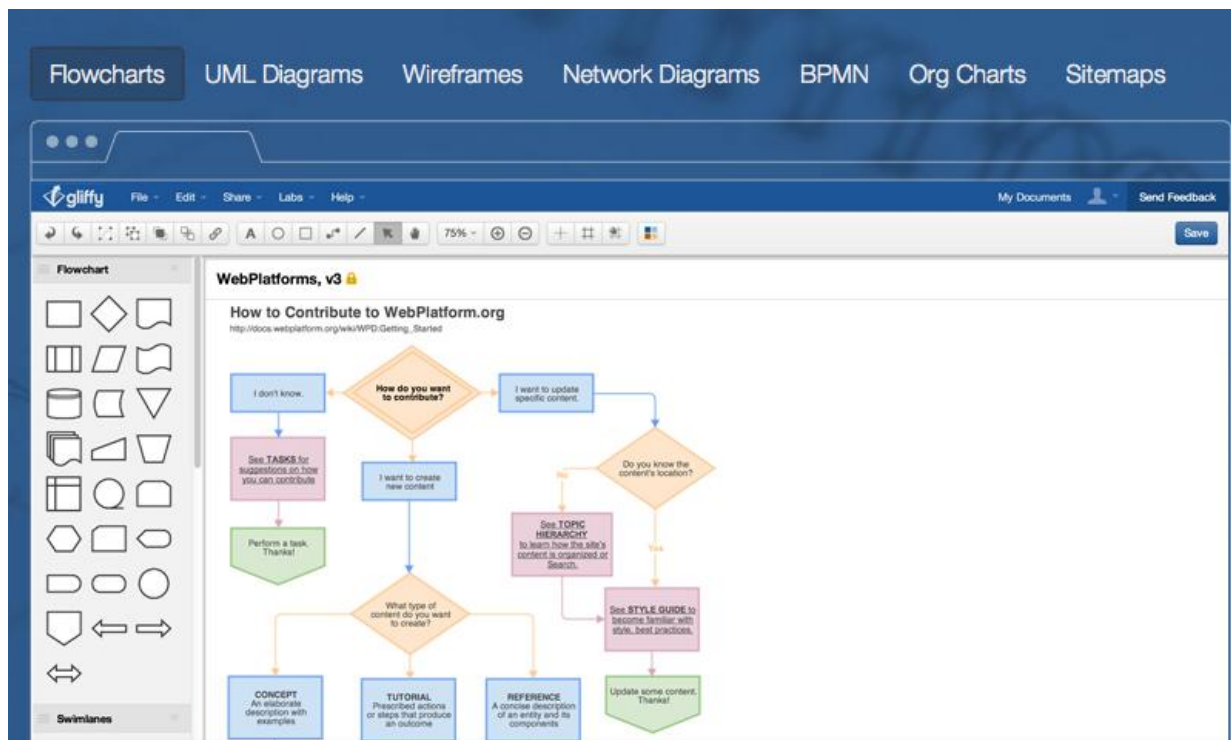 Flowcharts UML Diagrams Wireframes Network Diagrams BPMN Org Charts Sitemaps
gliffy File Edit Share Labs Help My Documents Send Feedback
A 75% Save
Flowchart
WebPlatforms, v3
How to Contribute to WebPlatform.org
http://docs.webplatform.org/wiki/WPD:Getting_Started
I don't know.
How do you want
to contribute?
I want to update
specific content.
See TASKS for
suggestions on how
you can contribute
I want to create
new content
Do you know the
content's location?
No
Perform a task.
Thanks!
See TOPIC
HIERARCHY
to learn how the site's
content is organized or
Search.
Yes
What type of
content do you want
to create?
See STYLE GUIDE to
become familiar with
style, best practices.
CONCEPT
An elaborate
description with
examples
TUTORIAL
Prescribed actions
or steps that produce
an outcome
REFERENCE
A concise description
of an entity and its
components
Update some content.
Thanks!
Swimlanes